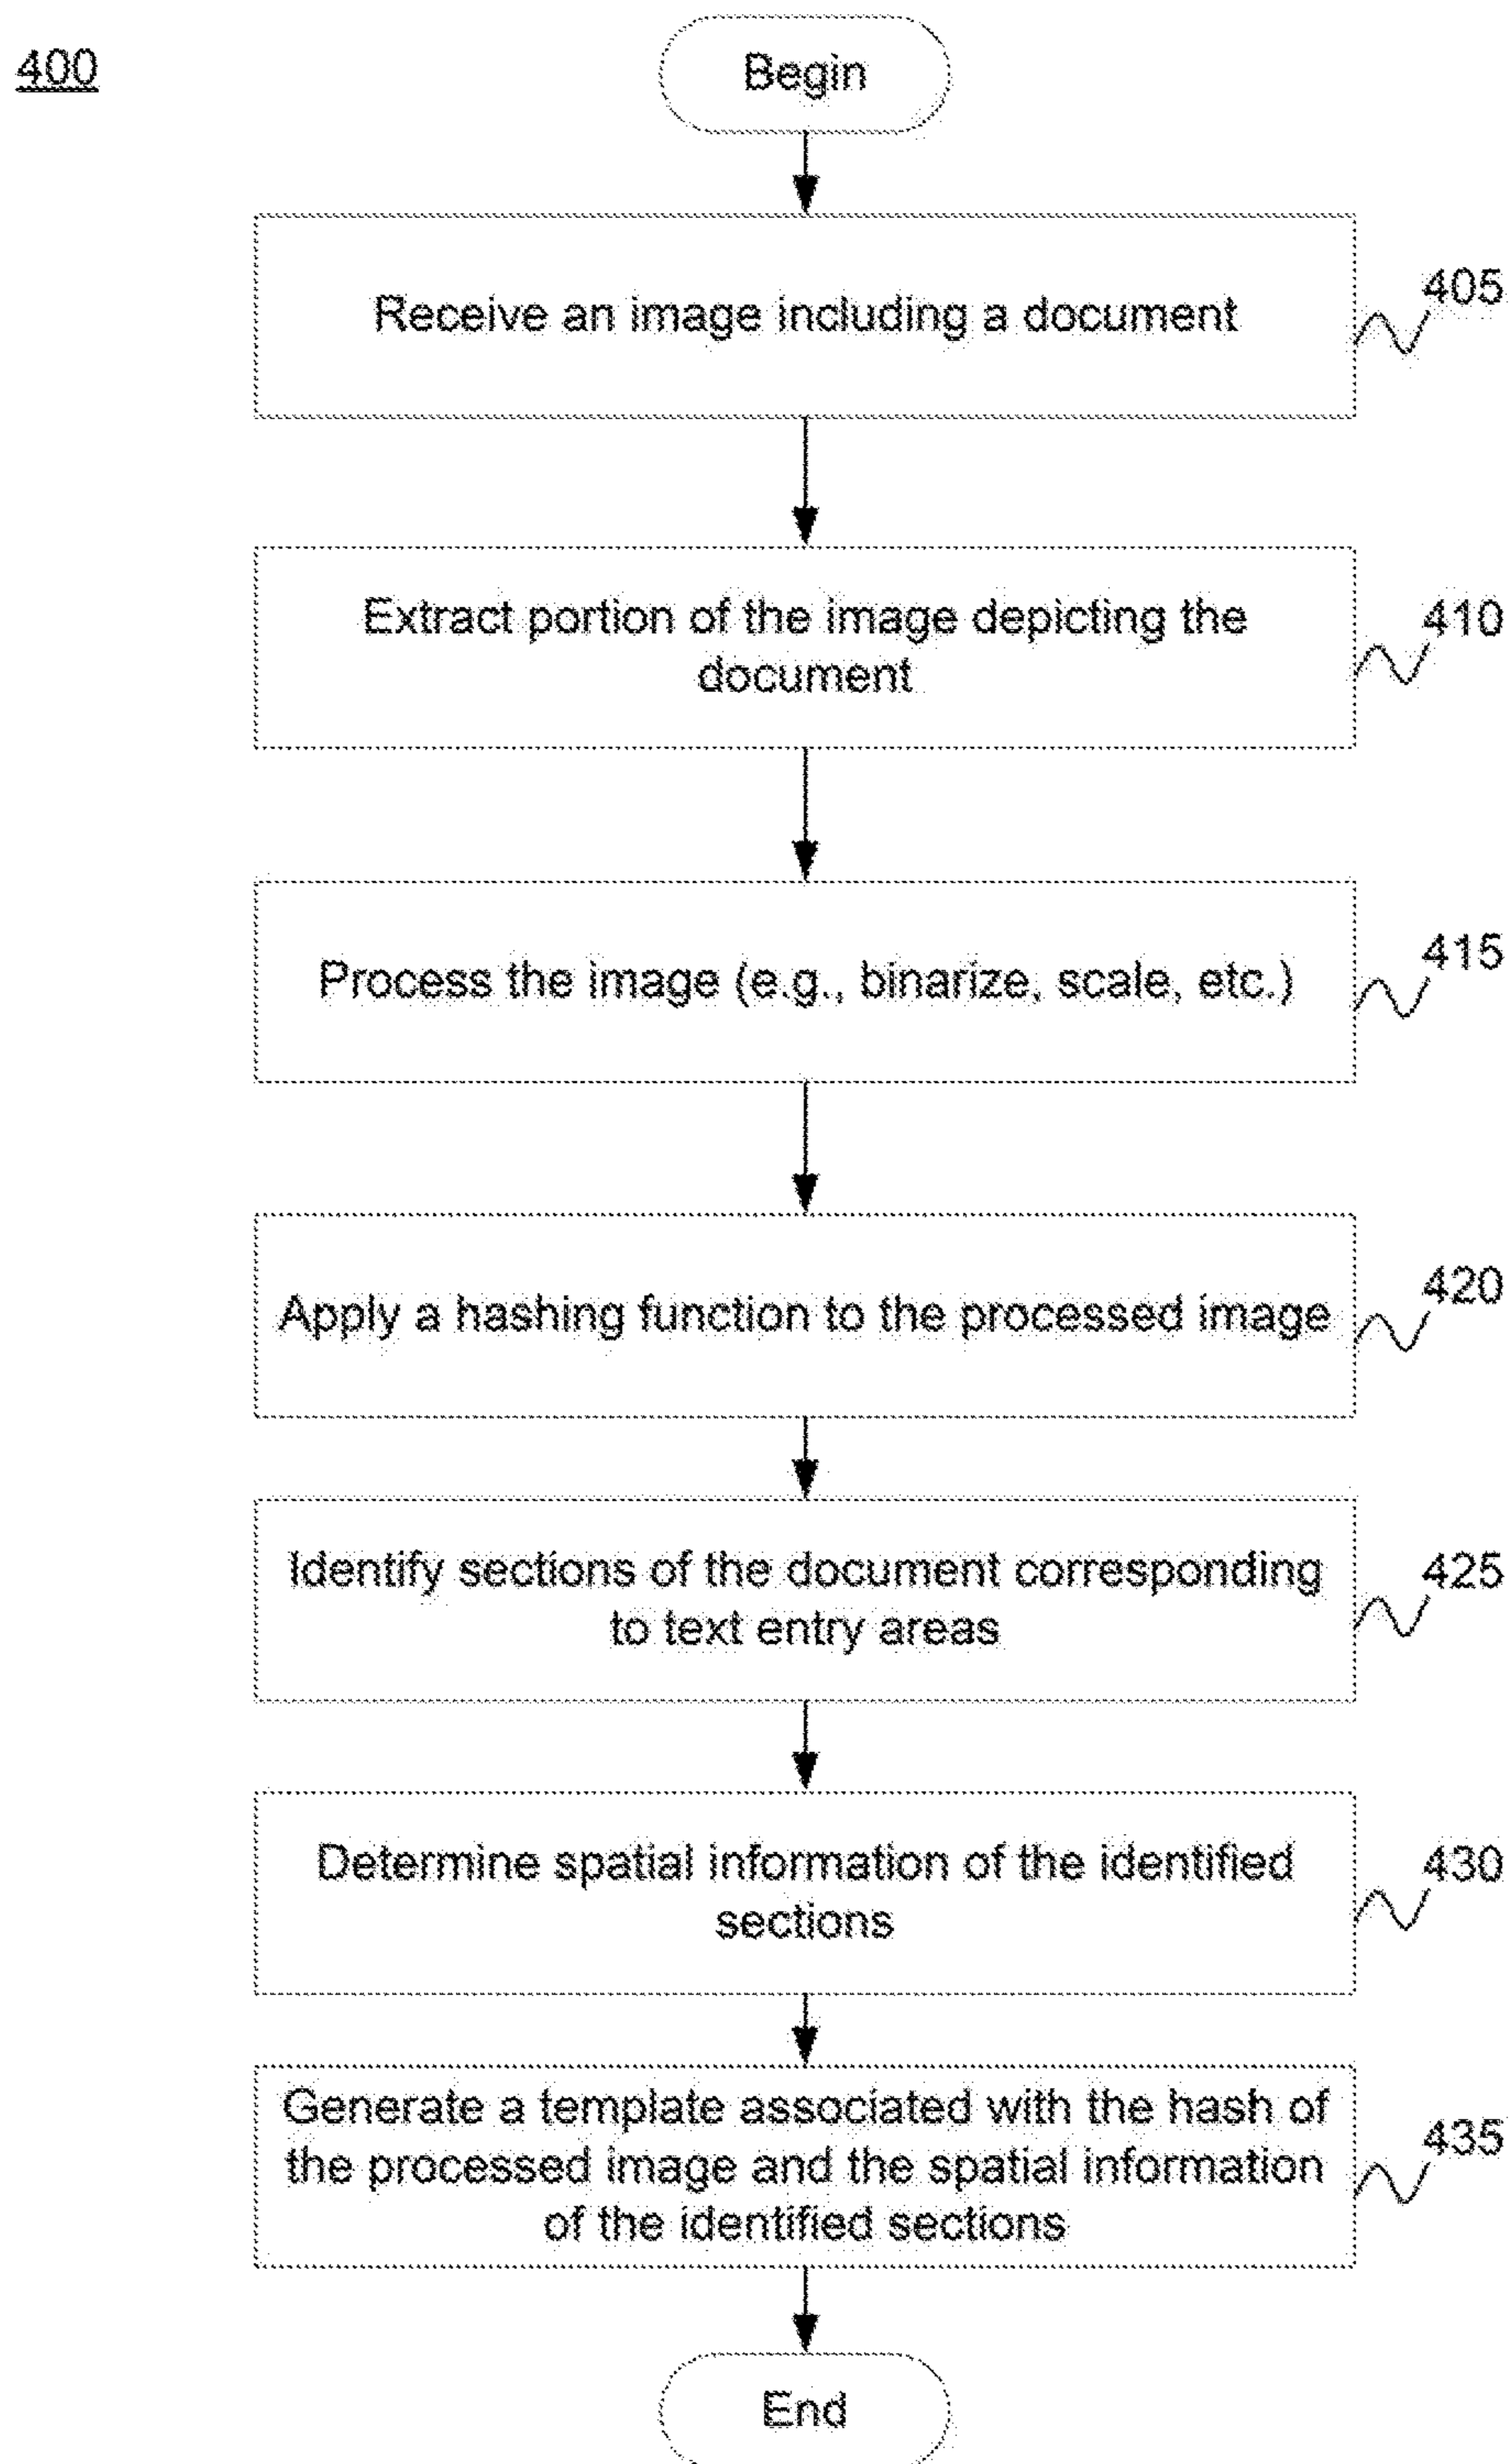 400
Begin
Receive an image including a document
405
Extract portion of the image depicting the
document
410
Process the image (e.g., binarize, scale, etc.)
415
Apply a hashing function to the processed image
420
Identify sections of the document corresponding
to text entry areas
425
Determine spatial information of the identified
sections
430
Generate a template associated with the hash of
the processed image and the spatial information
of the identified sections
435
End